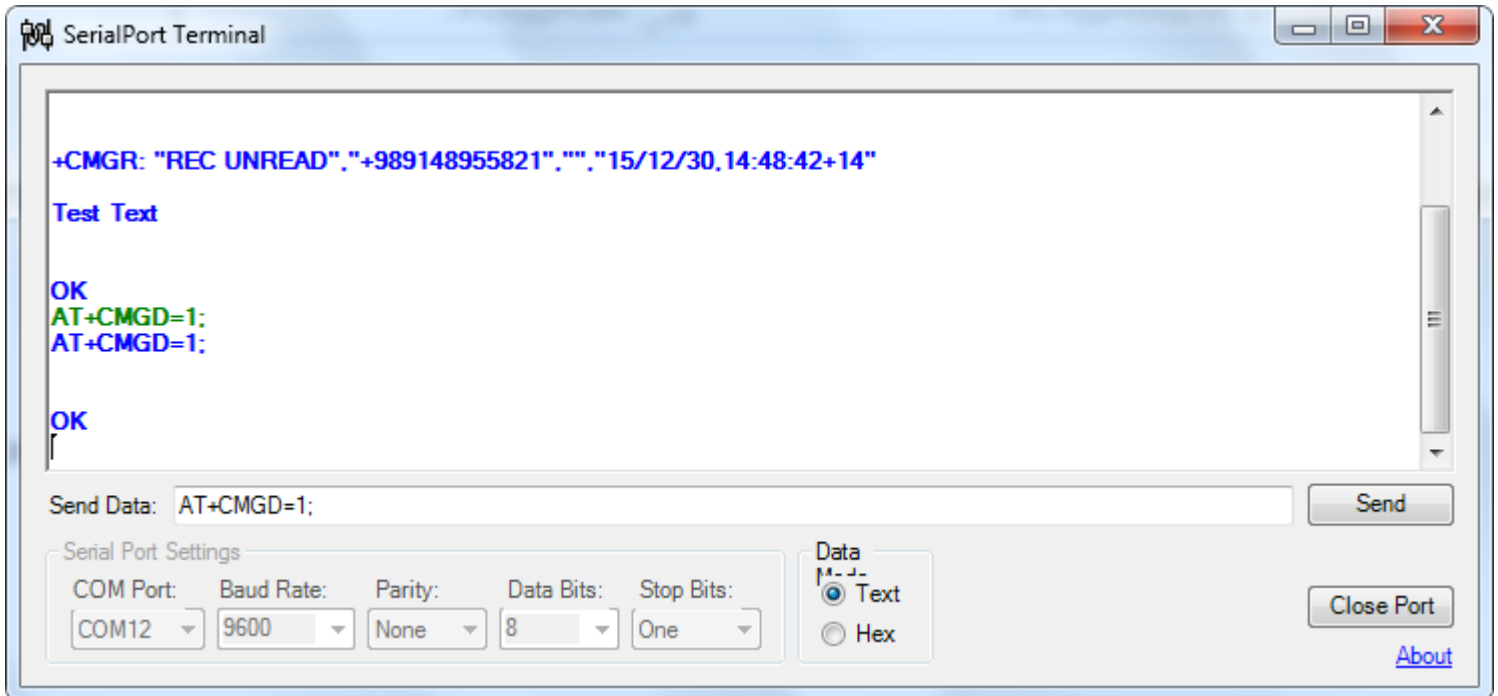 SerialPort Terminal
+CMGR: "REC UNREAD","+989148955821","","15/12/30,14:48:42+14"
Test Text
OK
AT+CMGD=1;
AT+CMGD=1;
OK
Send Data: AT+CMGD=1; Send
Serial Port Settings
COM Port: Baud Rate: Parity: Data Bits: Stop Bits:
COM12 9600 None 8 One
Data
Text
Hex
Close Port
About